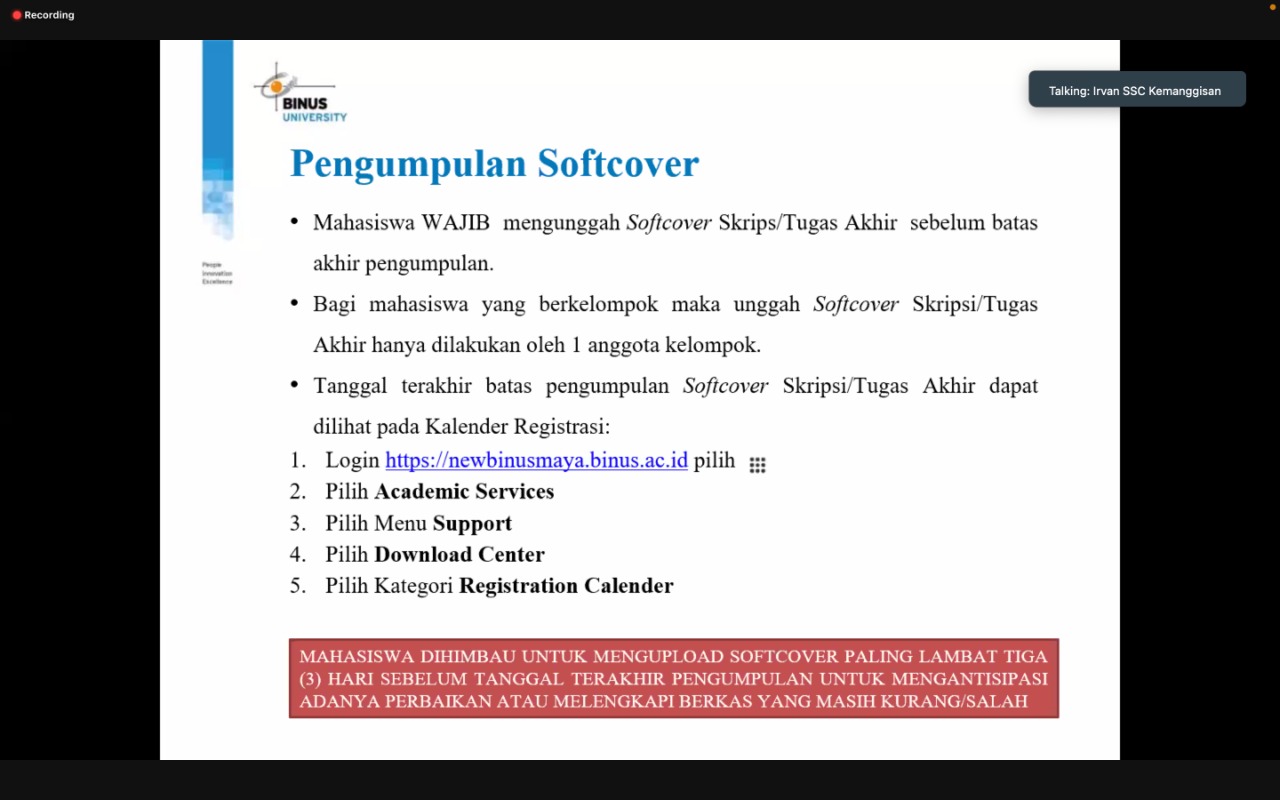 Recording
Talking: Irvan SSC Kemanggisan
BINUS
UNIVERSITY
People
Innovation
Excellence
Pengumpulan Softcover
• Mahasiswa WAJIB mengunggah Softcover Skrips/Tugas Akhir sebelum batas
akhir pengumpulan.
• Bagi mahasiswa yang berkelompok maka unggah Softcover Skripsi/Tugas
Akhir hanya dilakukan oleh 1 anggota kelompok.
• Tanggal terakhir batas pengumpulan Softcover Skripsi/Tugas Akhir dapat
dilihat pada Kalender Registrasi:
1. Login https://newbinusmaya.binus.ac.id pilih
2. Pilih Academic Services
3. Pilih Menu Support
4. Pilih Download Center
5. Pilih Kategori Registration Calender
MAHASISWA DIHIMBAU UNTUK MENGUPLOAD SOFTCOVER PALING LAMBAT TIGA
(3) HARI SEBELUM TANGGAL TERAKHIR PENGUMPULAN UNTUK MENGANTISIPASI
ADANYA PERBAIKAN ATAU MELENGKAPI BERKAS YANG MASIH KURANG/SALAH